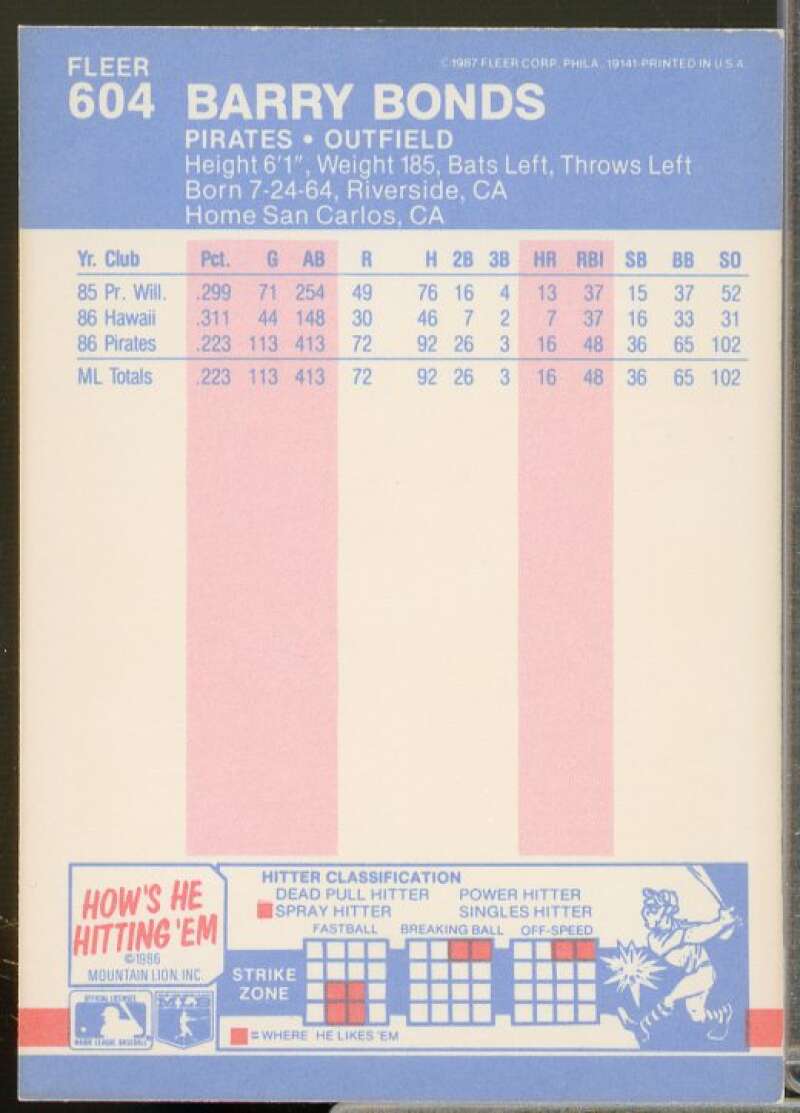 FLEER
©1987 FLEER CORP. PHILA. 19141-PRINTED IN U.S.A.
604 BARRY BONDS
PIRATES • OUTFIELD
Height 6'1", Weight 185, Bats Left, Throws Left
Born 7-24-64, Riverside, CA
Home San Carlos, CA
Yr. Club Pct. G AB R H 2B 3B HR RBI SB BB SO
85 Pr. Will. .299 71 254 49 76 16 4 13 37 15 37 52
86 Hawaii .311 44 148 30 46 7 2 7 37 16 33 31
86 Pirates .223 113 413 72 92 26 3 16 48 36 65 102
ML Totals .223 113 413 72 92 26 3 16 48 36 65 102
HOW'S HE
HITTING 'EM
©1986
MOUNTAIN LION, INC.
HITTER CLASSIFICATION
DEAD PULL HITTER POWER HITTER
SPRAY HITTER SINGLES HITTER
FASTBALL BREAKING BALL OFF-SPEED
STRIKE
ZONE
= WHERE HE LIKES 'EM
OFFICIAL LICENSEE
MAJOR LEAGUE BASEBALL